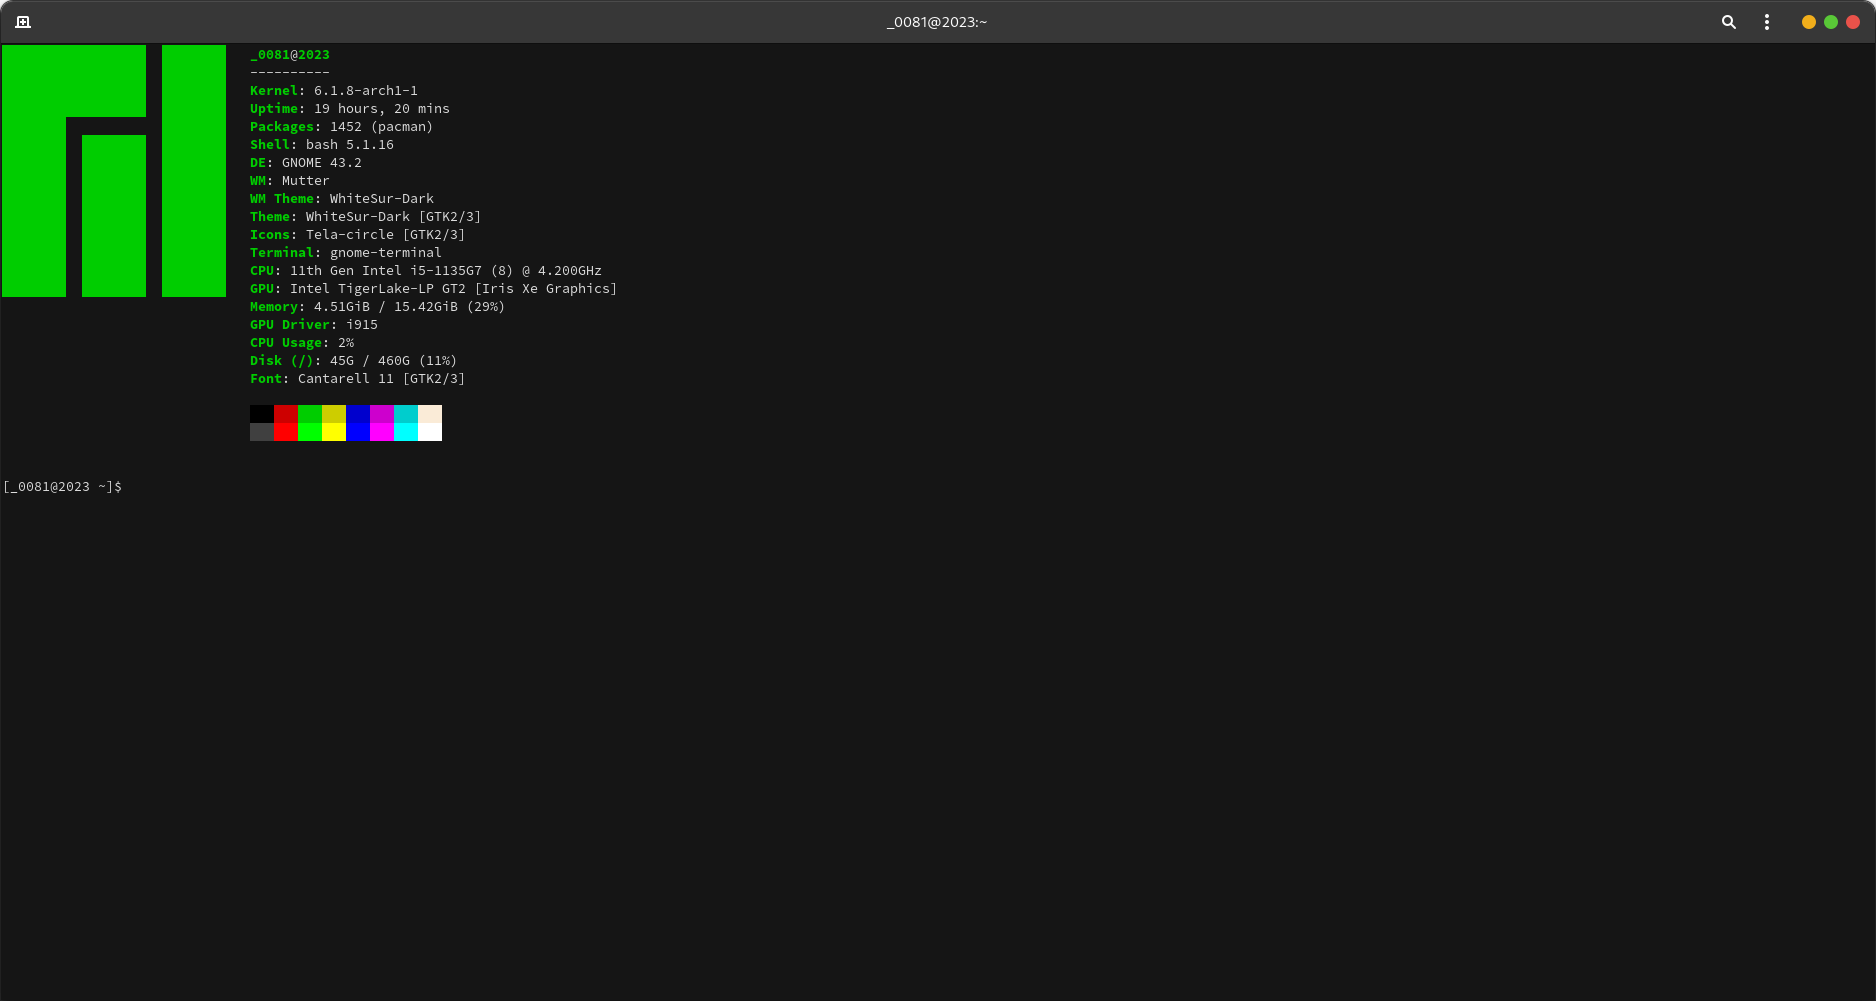 _0081@2023:~
_0081@2023
----------
Kernel: 6.1.8-arch1-1
Uptime: 19 hours, 20 mins
Packages: 1452 (pacman)
Shell: bash 5.1.16
DE: GNOME 43.2
WM: Mutter
WM Theme: WhiteSur-Dark
Theme: WhiteSur-Dark [GTK2/3]
Icons: Tela-circle [GTK2/3]
Terminal: gnome-terminal
CPU: 11th Gen Intel i5-1135G7 (8) @ 4.200GHz
GPU: Intel TigerLake-LP GT2 [Iris Xe Graphics]
Memory: 4.51GiB / 15.42GiB (29%)
GPU Driver: i915
CPU Usage: 2%
Disk (/): 45G / 460G (11%)
Font: Cantarell 11 [GTK2/3]
[_0081@2023 ~]$